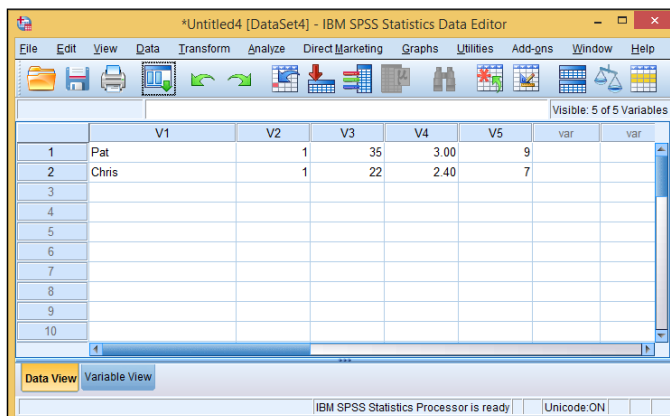 *Untitled4 [DataSet4] - IBM SPSS Statistics Data Editor
File Edit View Data Transform Analyze Direct Marketing Graphs Utilities Add-ons Window Help
Visible: 5 of 5 Variables
V1 V2 V3 V4 V5 var var
1 Pat 1 35 3.00 9
2 Chris 1 22 2.40 7
3
4
5
6
7
8
9
10
Data View Variable View
IBM SPSS Statistics Processor is ready Unicode:ON